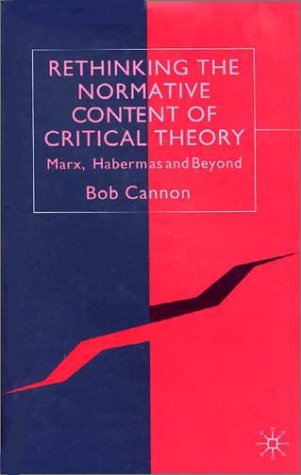 RETHINKING THE
NORMATIVE
CONTENT OF
CRITICAL THEORY
Marx, Habermas and Beyond
Bob Cannon